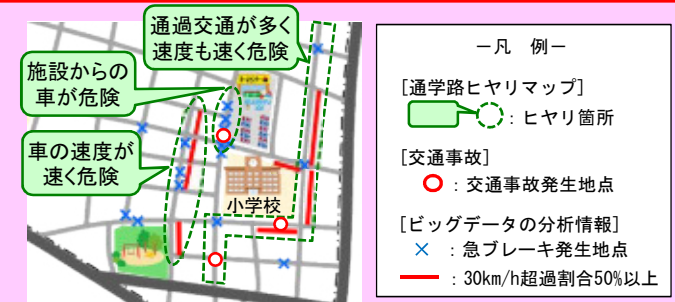 通過交通が多く
速度も速く危険
施設からの
車が危険
車の速度が
速く危険
小学校
－凡　例－
[通学路ヒヤリマップ]
：ヒヤリ箇所
[交通事故]
：交通事故発生地点
[ビッグデータの分析情報]
：急ブレーキ発生地点
：30km/h超過割合50%以上